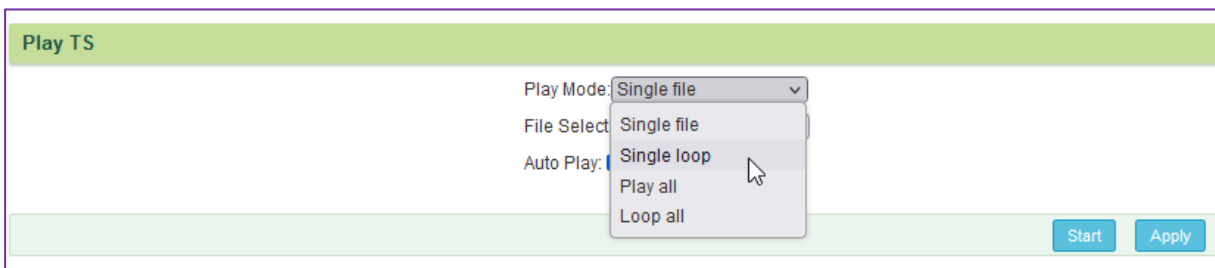 Play TS
Play Mode: Single file
File Select
Single file
Auto Play:
Single loop
Play all
Loop all
Start Apply